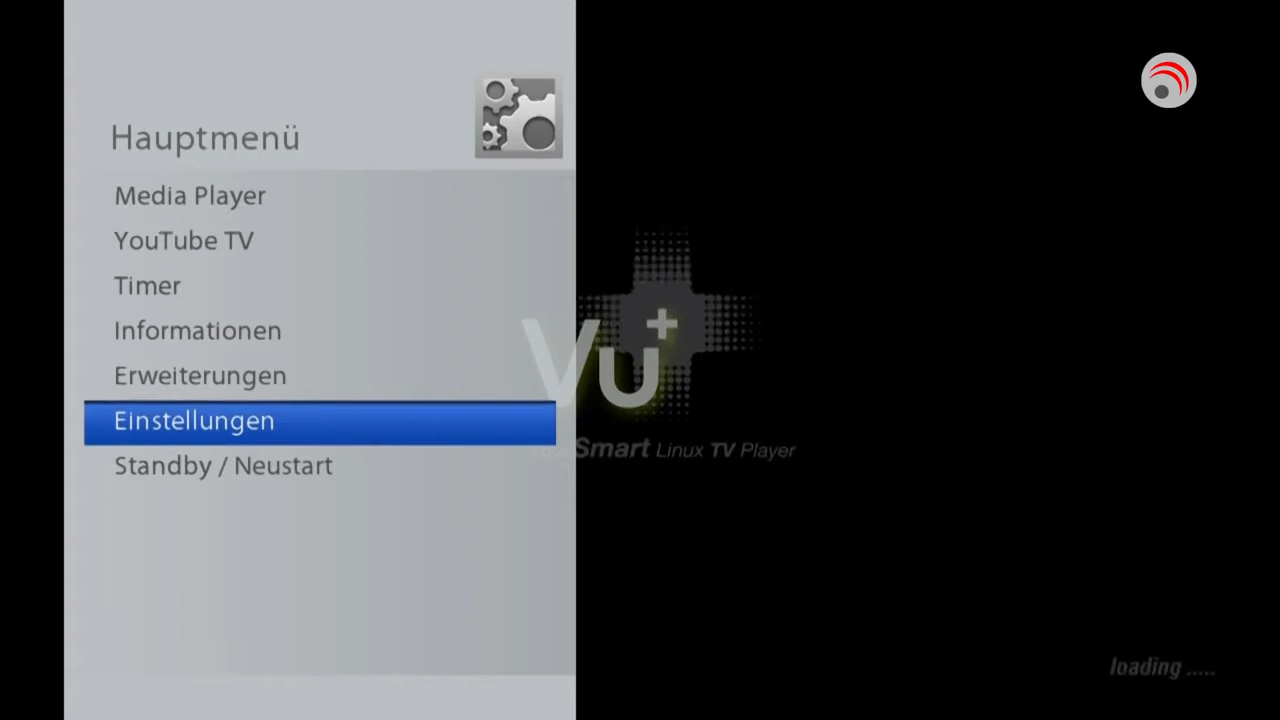 Hauptmenü
Media Player
YouTube TV
Timer
Informationen
Erweiterungen
Einstellungen
Standby / Neustart
Vu+
Smart Linux TV Player
loading .....